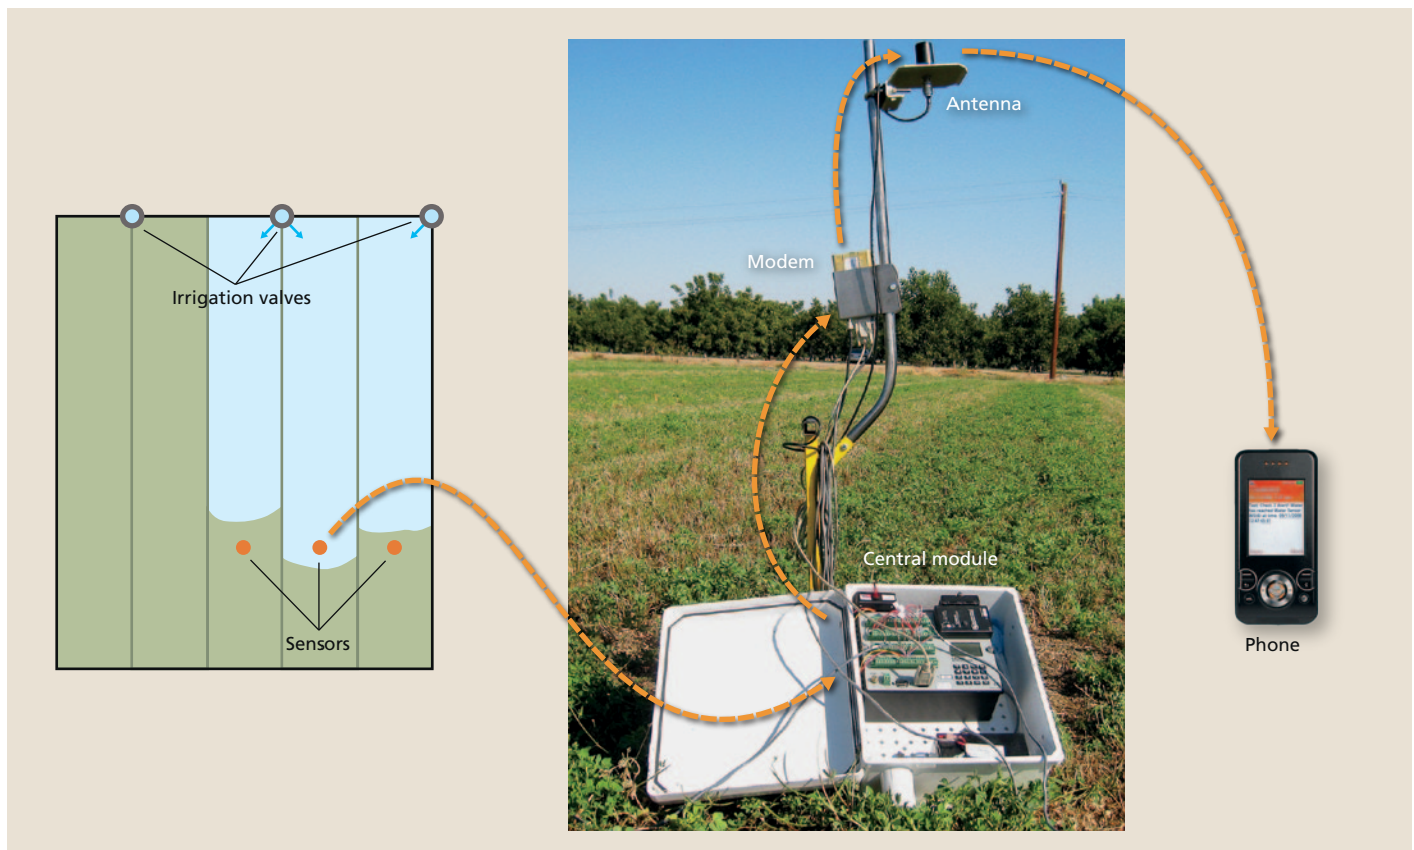 Antenna
Modem
Irrigation valves
Central module
Sensors
Phone